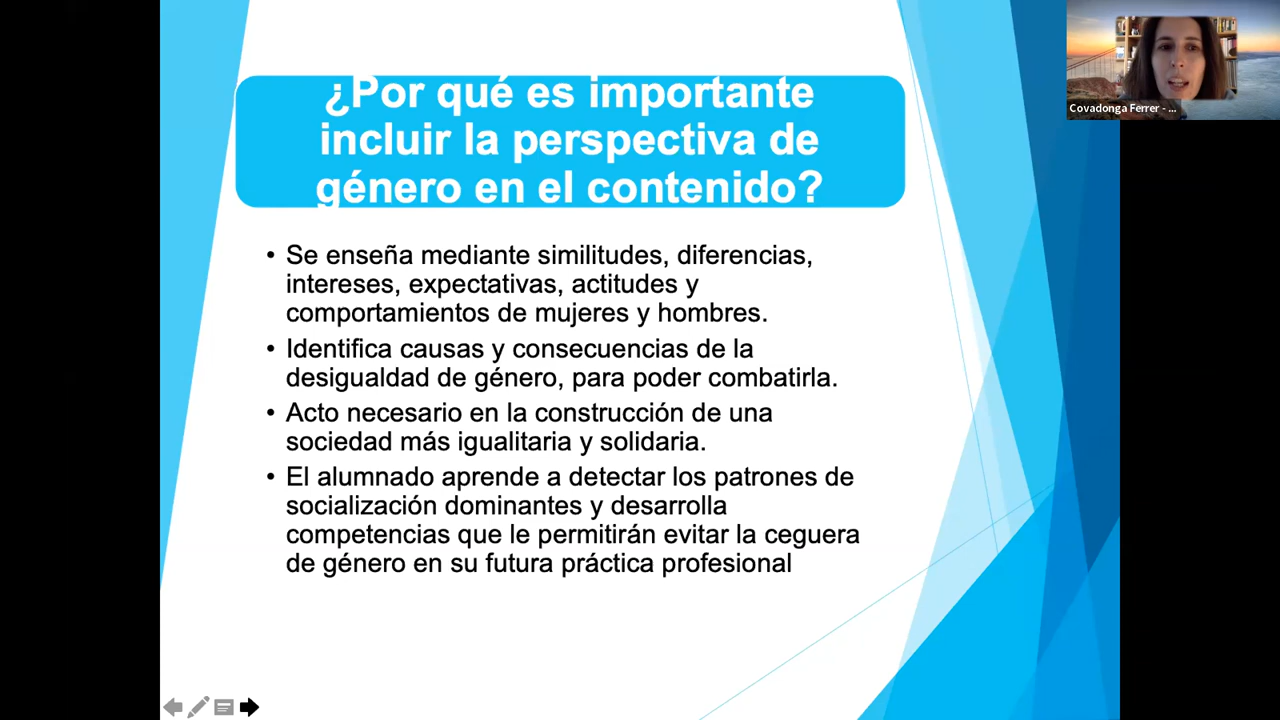 ¿Por qué es importante
incluir la perspectiva de
género en el contenido?
• Se enseña mediante similitudes, diferencias,
intereses, expectativas, actitudes y
comportamientos de mujeres y hombres.
• Identifica causas y consecuencias de la
desigualdad de género, para poder combatirla.
• Acto necesario en la construcción de una
sociedad más igualitaria y solidaria.
• El alumnado aprende a detectar los patrones de
socialización dominantes y desarrolla
competencias que le permitirán evitar la ceguera
de género en su futura práctica profesional
Covadonga Ferrer - ...